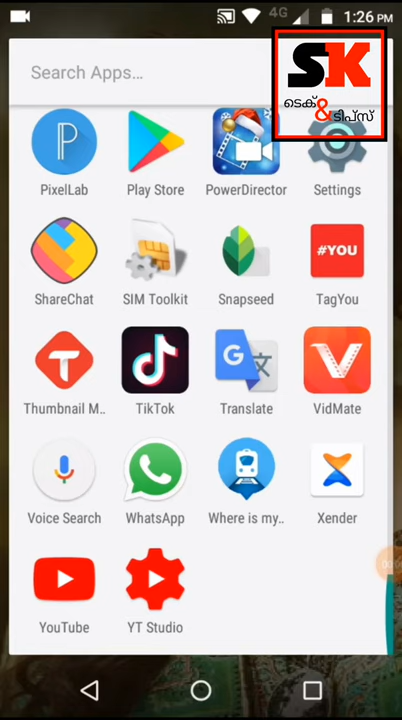 4G 1:26 PM
Search Apps...
SK
ടെക്
&
ടിപ്സ്
P
PixelLab
Play Store
PowerDirector
Settings
ShareChat
SIM Toolkit
Snapseed
#YOU
TagYou
T
Thumbnail M..
TikTok
G 文
Translate
VidMate
Voice Search
WhatsApp
Where is my..
Xender
YouTube
YT Studio